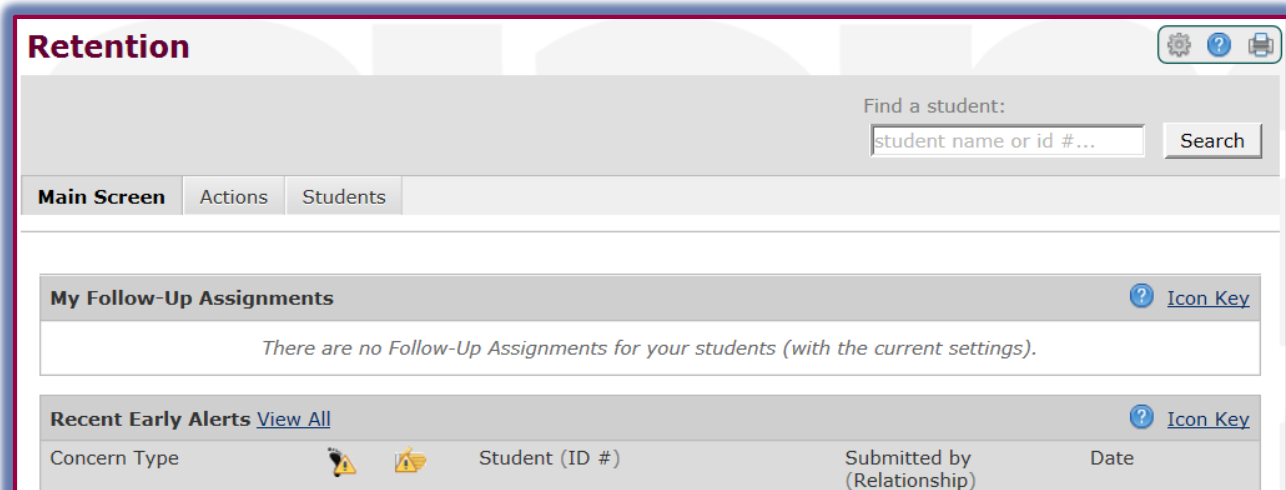 Retention
Find a student:
student name or id #...
Search
Main Screen
Actions
Students
My Follow-Up Assignments
Icon Key
There are no Follow-Up Assignments for your students (with the current settings).
Recent Early Alerts View All
Icon Key
Concern Type
Student (ID #)
Submitted by
(Relationship)
Date